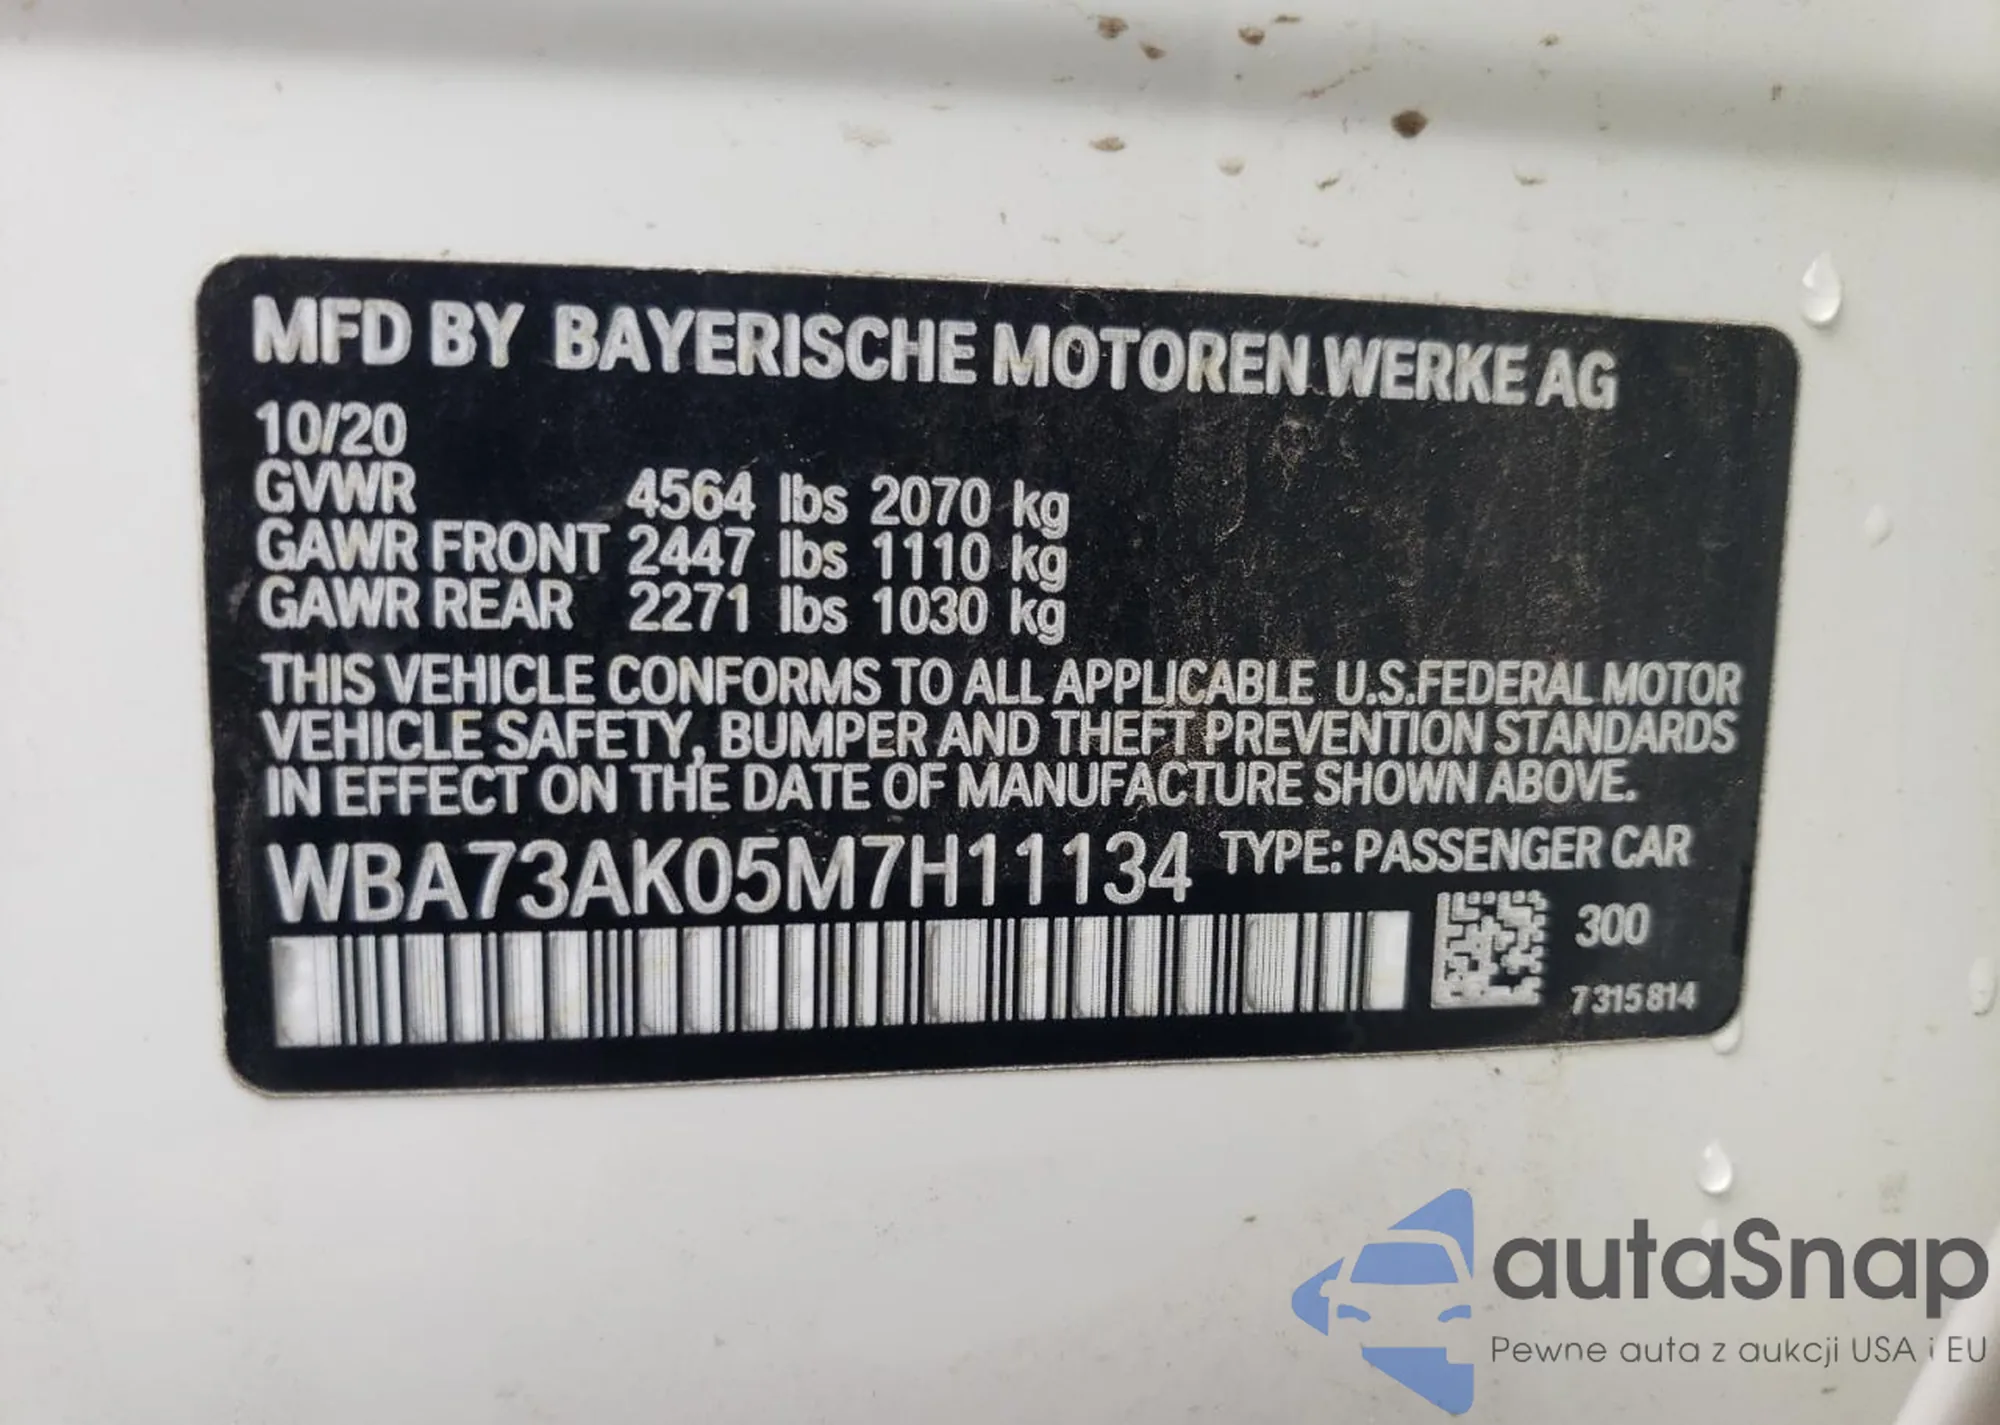 MFD BY BAYERISCHE MOTOREN WERKE AG
10/20
GVWR 4564 lbs 2070 kg
GAWR FRONT 2447 lbs 1110 kg
GAWR REAR 2271 lbs 1030 kg
THIS VEHICLE CONFORMS TO ALL APPLICABLE U.S.FEDERAL MOTOR
VEHICLE SAFETY, BUMPER AND THEFT PREVENTION STANDARDS
IN EFFECT ON THE DATE OF MANUFACTURE SHOWN ABOVE.
WBA73AK05M7H11134 TYPE: PASSENGER CAR
300
7315814
autaSnap
Pewne auta z aukcji USA i EU